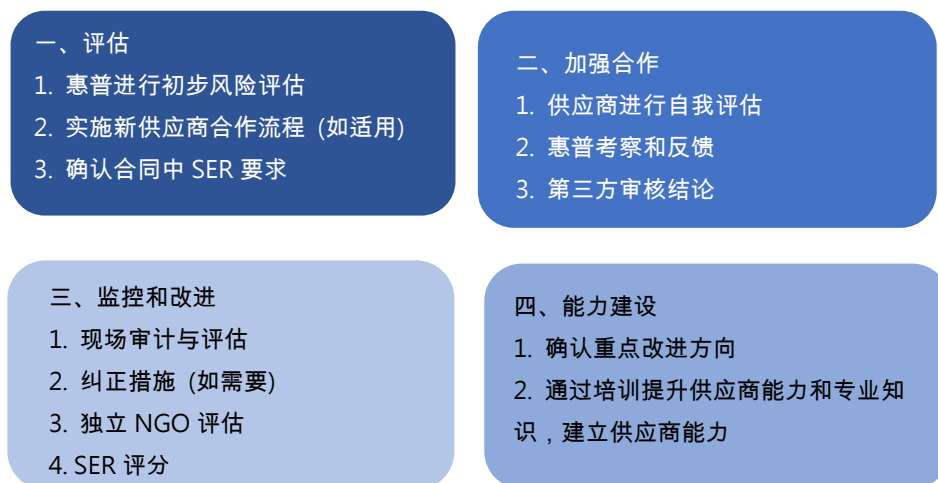 一、评估
1. 惠普进行初步风险评估
2. 实施新供应商合作流程 (如适用)
3. 确认合同中 SER 要求
二、加强合作
1. 供应商进行自我评估
2. 惠普考察和反馈
3. 第三方审核结论
三、监控和改进
1. 现场审计与评估
2. 纠正措施 (如需要)
3. 独立 NGO 评估
4. SER 评分
四、能力建设
1. 确认重点改进方向
2. 通过培训提升供应商能力和专业知
识，建立供应商能力